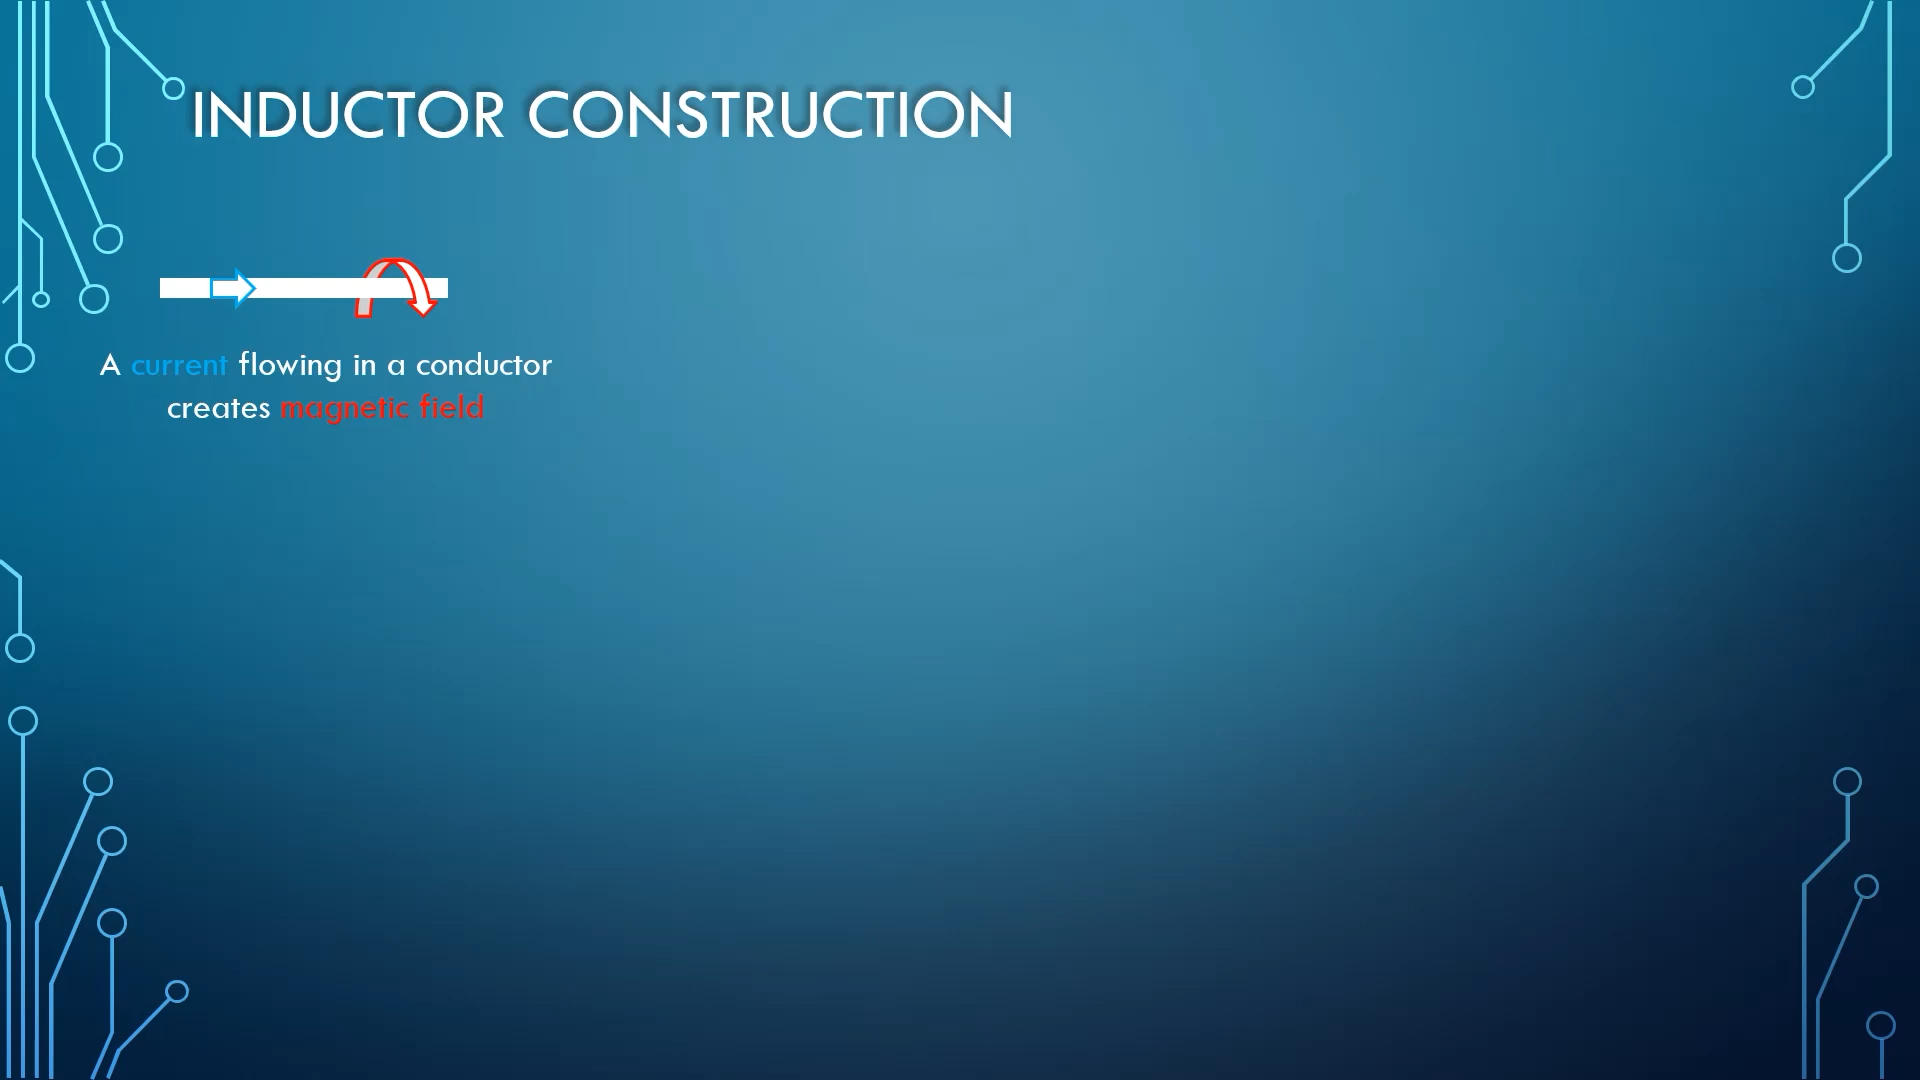 INDUCTOR CONSTRUCTION
A current flowing in a conductor
creates magnetic field